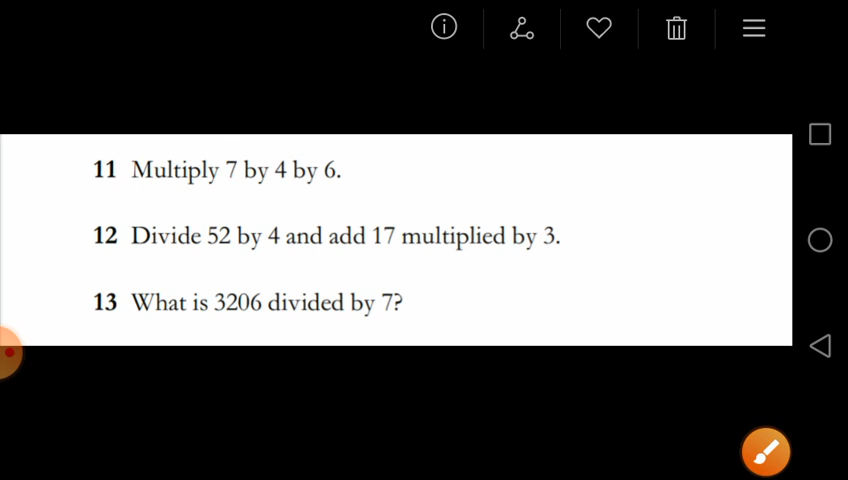 11 Multiply 7 by 4 by 6.
12 Divide 52 by 4 and add 17 multiplied by 3.
13 What is 3206 divided by 7?